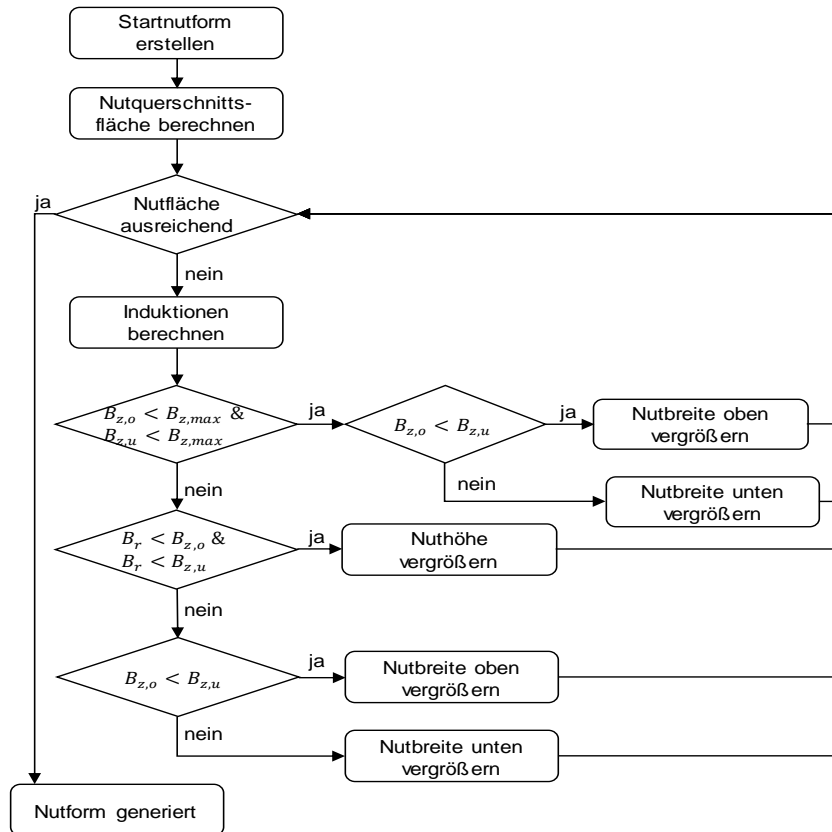 Startnutform
erstellen
Nutquerschnitts-
fläche berechnen
ja
Nutfläche
ausreichend
nein
Induktionen
berechnen
B_{z,o} < B_{z,max} &
B_{z,u} < B_{z,max}
ja
B_{z,o} < B_{z,u}
ja
Nutbreite oben
vergrößern
nein
nein
Nutbreite unten
vergrößern
B_r < B_{z,o} &
B_r < B_{z,u}
ja
Nuthöhe
vergrößern
nein
B_{z,o} < B_{z,u}
ja
Nutbreite oben
vergrößern
nein
Nutbreite unten
vergrößern
Nutform generiert